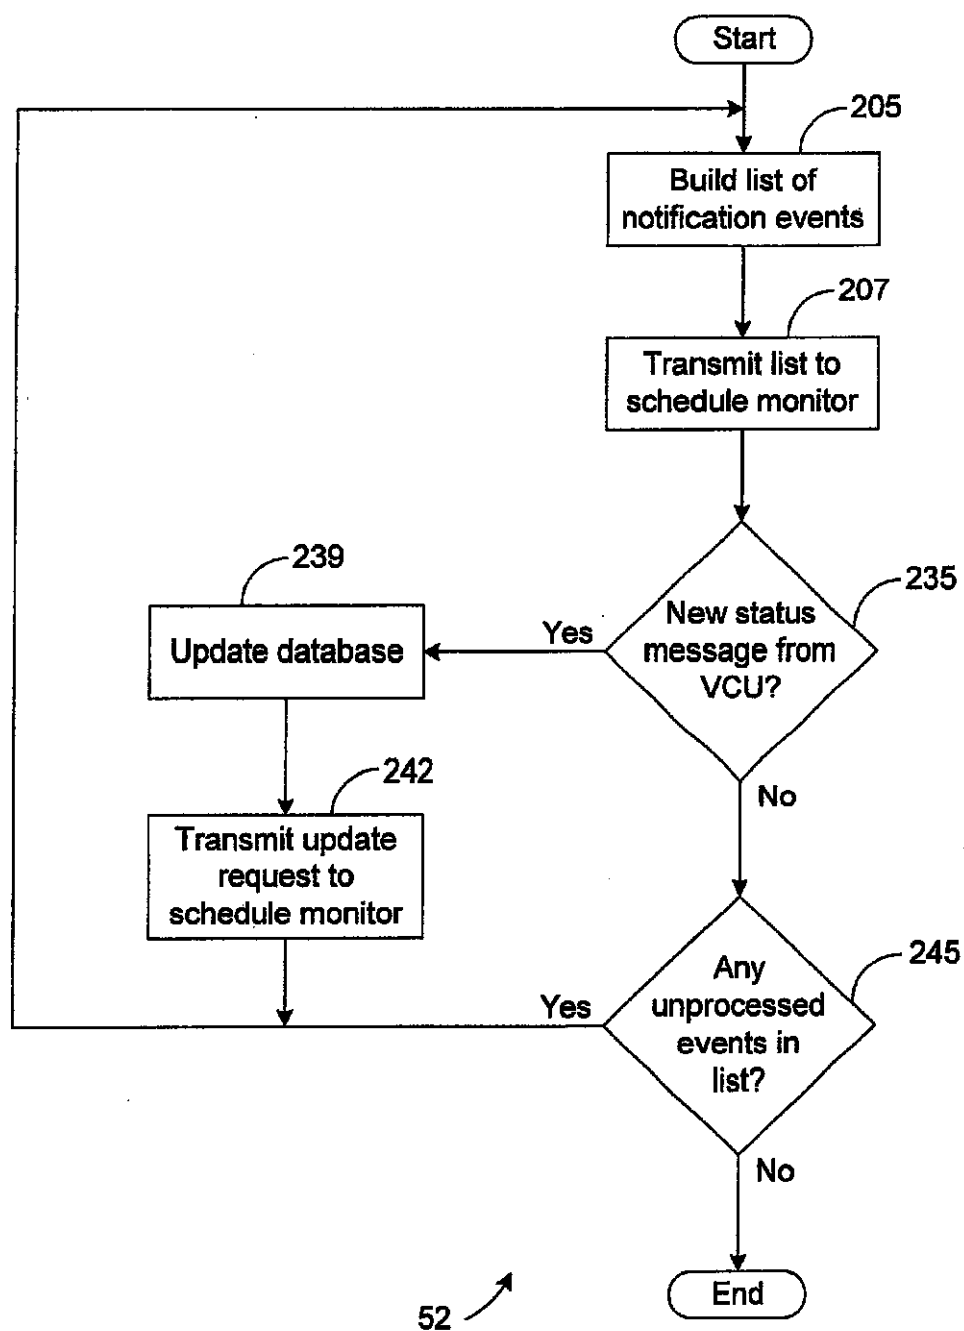 Start
205
Build list of
notification events
207
Transmit list to
schedule monitor
239
235
Update database
Yes
New status
message from
VCU?
242
No
Transmit update
request to
schedule monitor
245
Yes
Any
unprocessed
events in
list?
No
End
52